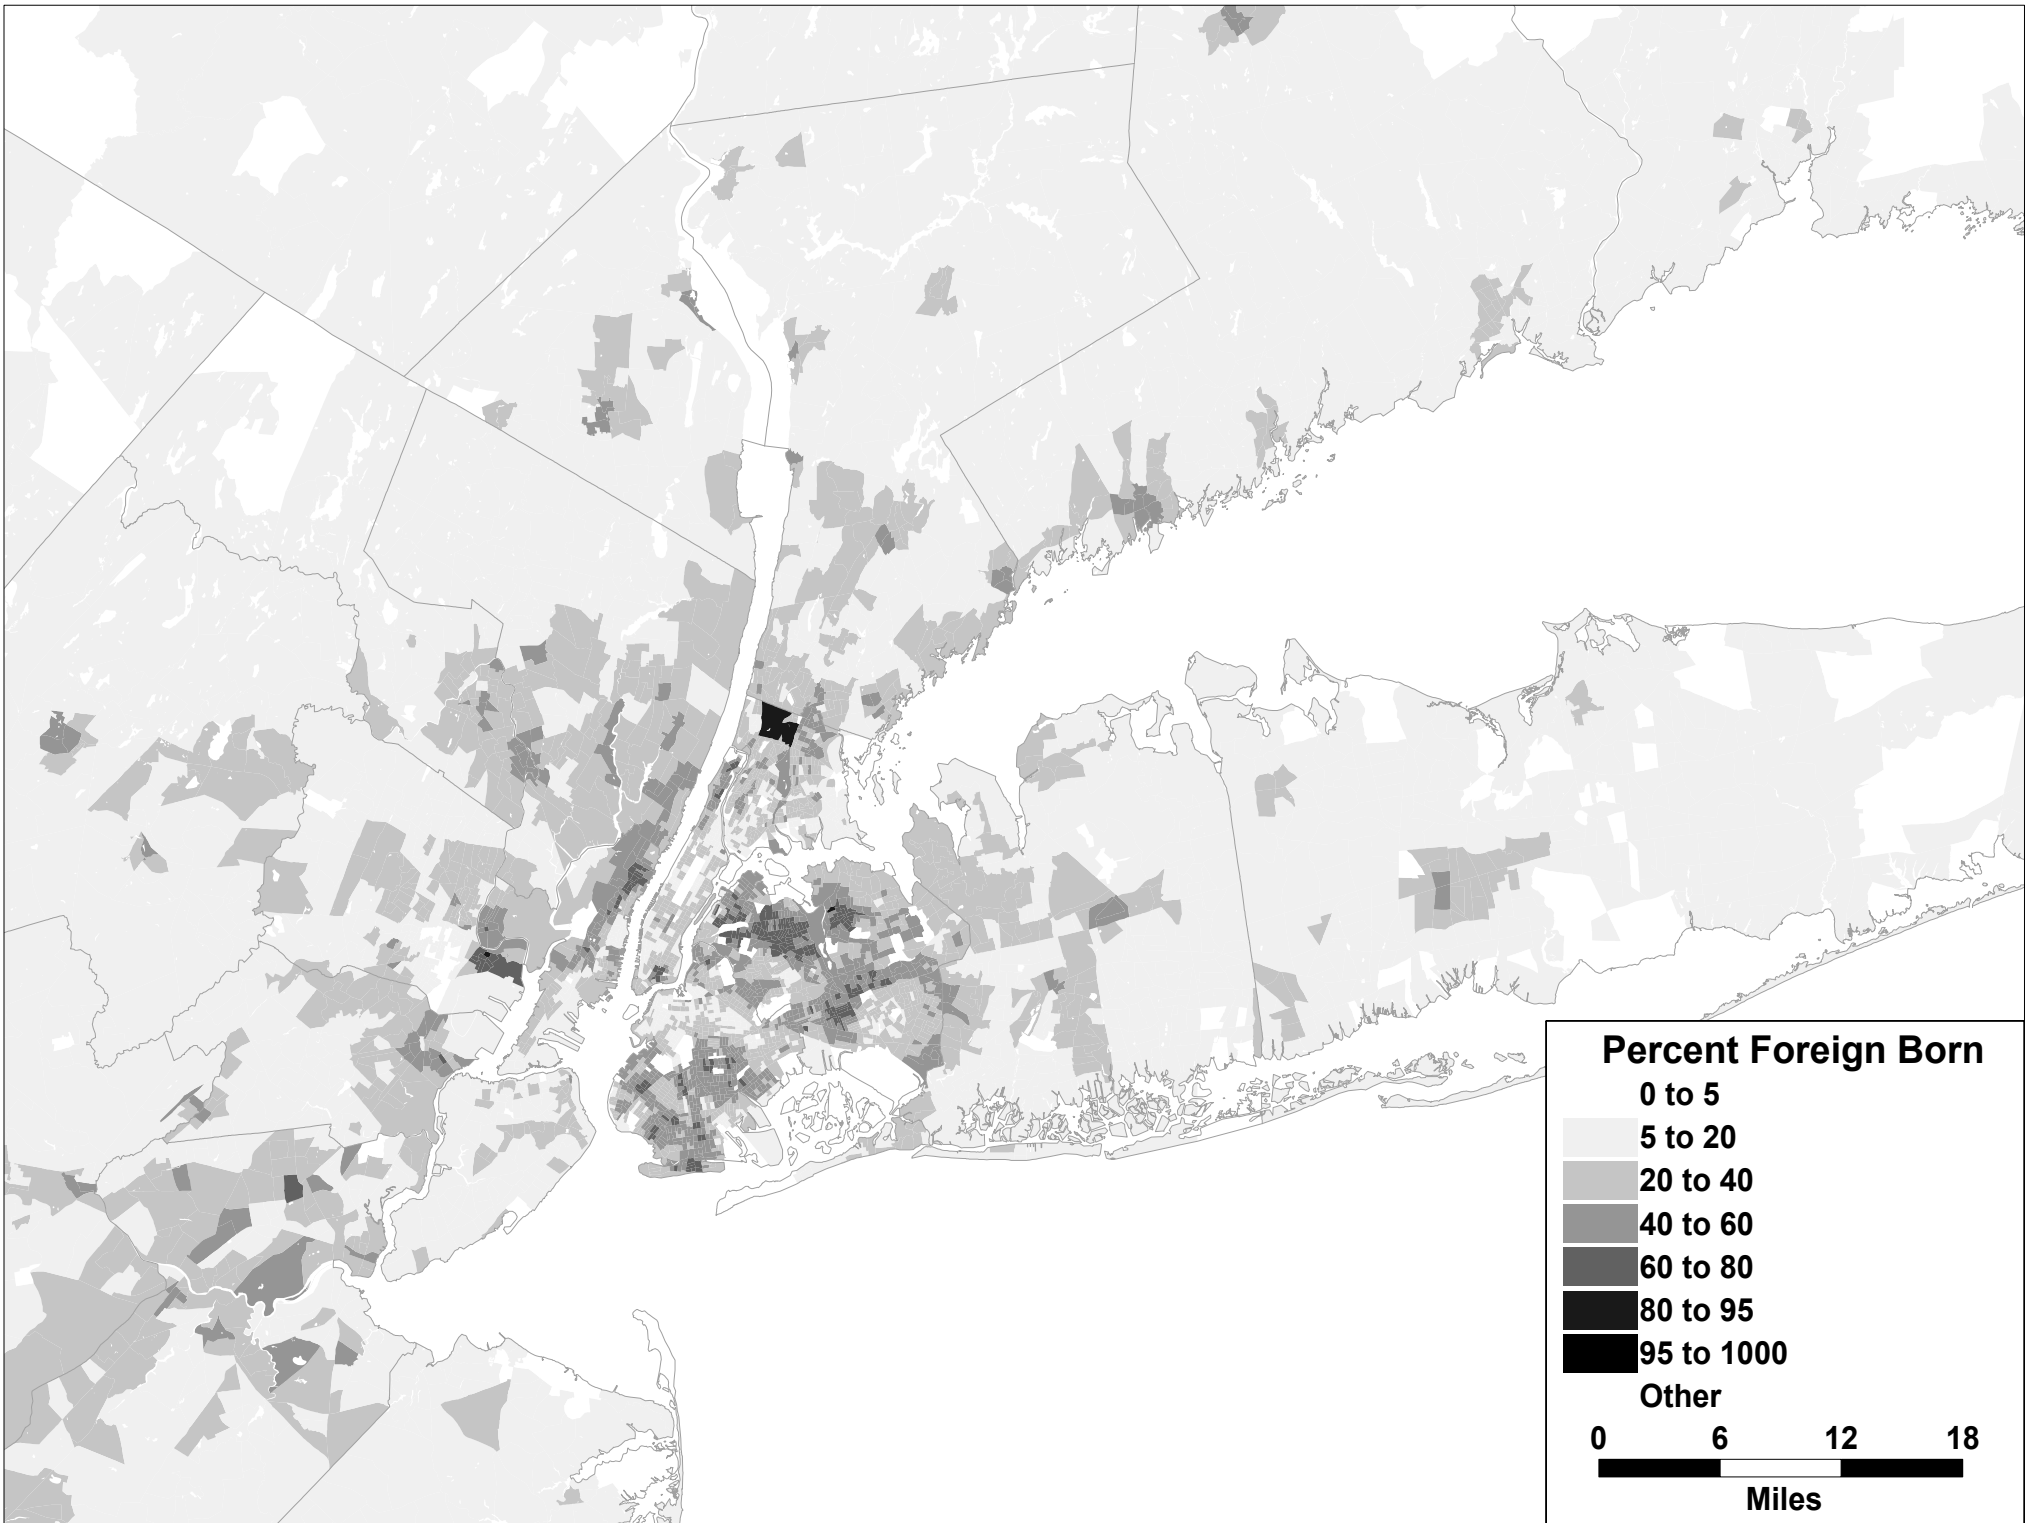 Percent Foreign Born
0 to 5
5 to 20
20 to 40
40 to 60
60 to 80
80 to 95
95 to 1000
Other
0 6 12 18
Miles